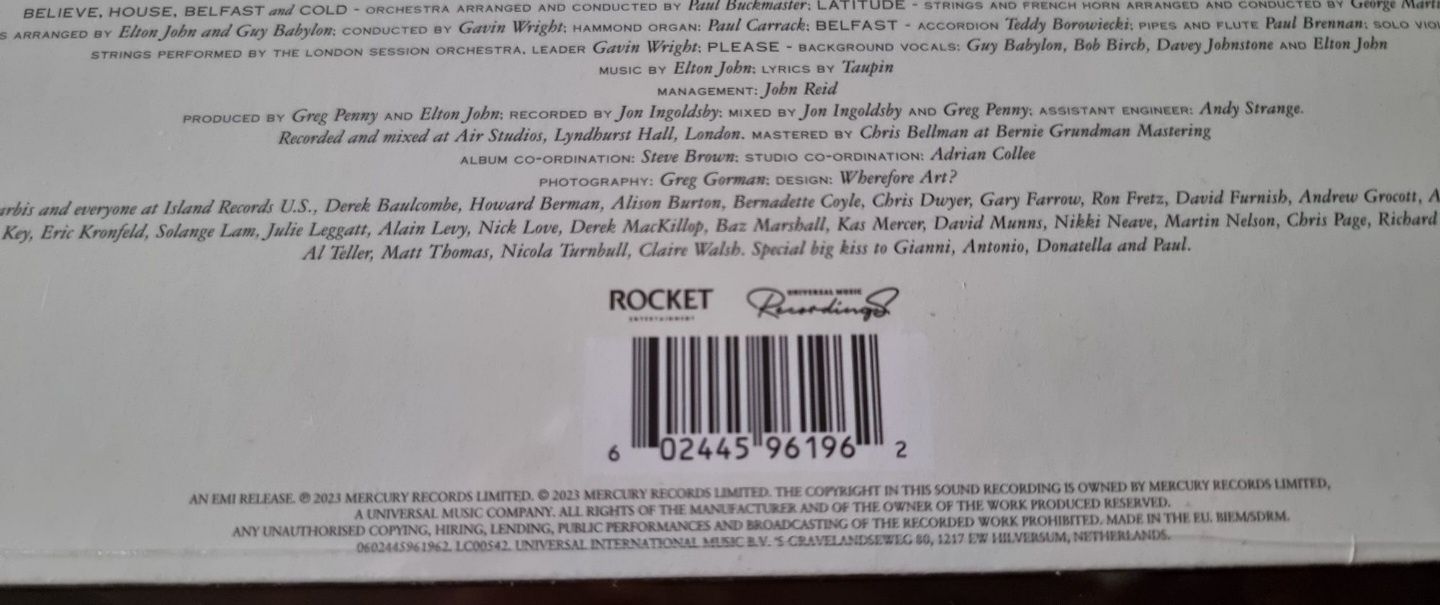 BELIEVE, HOUSE, BELFAST and COLD - ORCHESTRA ARRANGED AND CONDUCTED BY Paul Buckmaster; LATITUDE - STRINGS AND FRENCH HORN ARRANGED AND CONDUCTED BY George
S ARRANGED BY Elton John and Guy Babylon; CONDUCTED BY Gavin Wright; HAMMOND ORGAN: Paul Carrack; BELFAST - ACCORDION Teddy Borowiecki; PIPES AND FLUTE Paul Brennan; SOLO
STRINGS PERFORMED BY THE LONDON SESSION ORCHESTRA, LEADER Gavin Wright; PLEASE - BACKGROUND VOCALS: Guy Babylon, Bob Birch, Davey Johnstone AND Elton John
MUSIC BY Elton John; LYRICS BY Taupin
MANAGEMENT: John Reid
PRODUCED BY Greg Penny AND Elton John; RECORDED BY Jon Ingoldsby; MIXED BY Jon Ingoldsby AND Greg Penny; ASSISTANT ENGINEER: Andy Strange.
Recorded and mixed at Air Studios, Lyndhurst Hall, London. MASTERED BY Chris Bellman at Bernie Grundman Mastering
ALBUM CO-ORDINATION: Steve Brown; STUDIO CO-ORDINATION: Adrian Collee
PHOTOGRAPHY: Greg Gorman; DESIGN: Wherefore Art?
arbis and everyone at Island Records U.S., Derek Baulcombe, Howard Berman, Alison Burton, Bernadette Coyle, Chris Dwyer, Gary Farrow, Ron Fretz, David Furnish, Andrew Grocott, A
Key, Eric Kronfeld, Solange Lam, Julie Leggatt, Alain Levy, Nick Love, Derek MacKillop, Baz Marshall, Kas Mercer, David Munns, Nikki Neave, Martin Nelson, Chris Page, Richard
Al Teller, Matt Thomas, Nicola Turnbull, Claire Walsh. Special big kiss to Gianni, Antonio, Donatella and Paul.
ROCKET
ENTERTAINMENT
UNIVERSAL MUSIC
Recordings
6 02445 96196 2
AN EMI RELEASE. ℗ 2023 MERCURY RECORDS LIMITED. © 2023 MERCURY RECORDS LIMITED. THE COPYRIGHT IN THIS SOUND RECORDING IS OWNED BY MERCURY RECORDS LIMITED,
A UNIVERSAL MUSIC COMPANY. ALL RIGHTS OF THE MANUFACTURER AND OF THE OWNER OF THE WORK PRODUCED RESERVED.
ANY UNAUTHORISED COPYING, HIRING, LENDING, PUBLIC PERFORMANCES AND BROADCASTING OF THE RECORDED WORK PROHIBITED. MADE IN THE EU. BIEM/SDRM.
0602445961962. LC00542. UNIVERSAL INTERNATIONAL MUSIC B.V. 'S-GRAVELANDSEWEG 80, 1217 EW HILVERSUM, NETHERLANDS.